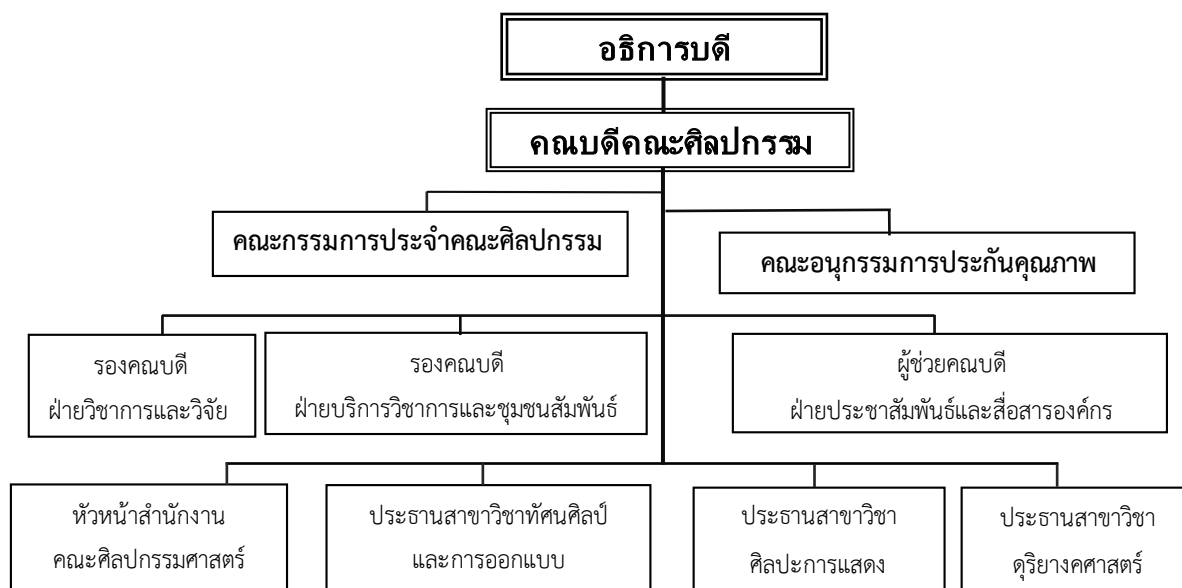 อธิการบดี
คณบดีคณะศิลปกรรม
คณะกรรมการประจำคณะศิลปกรรม
คณะอนุกรรมการประกันคุณภาพ
รองคณบดี
ฝ่ายวิชาการและวิจัย
รองคณบดี
ฝ่ายบริการวิชาการและชุมชนสัมพันธ์
ผู้ช่วยคณบดี
ฝ่ายประชาสัมพันธ์และสื่อสารองค์กร
หัวหน้าสำนักงาน
คณะศิลปกรรมศาสตร์
ประธานสาขาวิชาทัศนศิลป์
และการออกแบบ
ประธานสาขาวิชา
ศิลปะการแสดง
ประธานสาขาวิชา
ดุริยางคศาสตร์